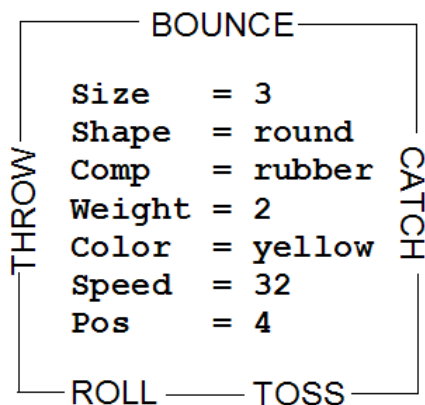 BOUNCE
Size = 3
Shape = round
Comp = rubber
Weight = 2
Color = yellow
Speed = 32
Pos = 4
THROW
CATCH
ROLL
TOSS